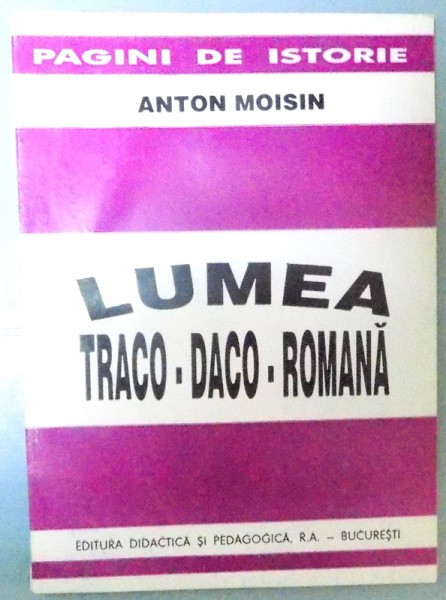 PAGINI DE ISTORIE
ANTON MOISIN
LUMEA
TRACO - DACO - ROMANĂ
EDITURA DIDACTICĂ ȘI PEDAGOGICĂ, R.A. – BUCUREȘTI